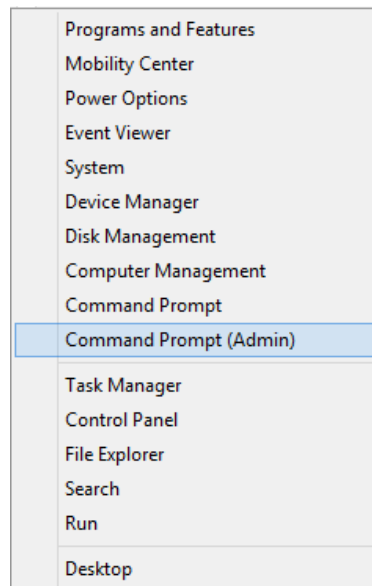 Programs and Features
Mobility Center
Power Options
Event Viewer
System
Device Manager
Disk Management
Computer Management
Command Prompt
Command Prompt (Admin)
Task Manager
Control Panel
File Explorer
Search
Run
Desktop